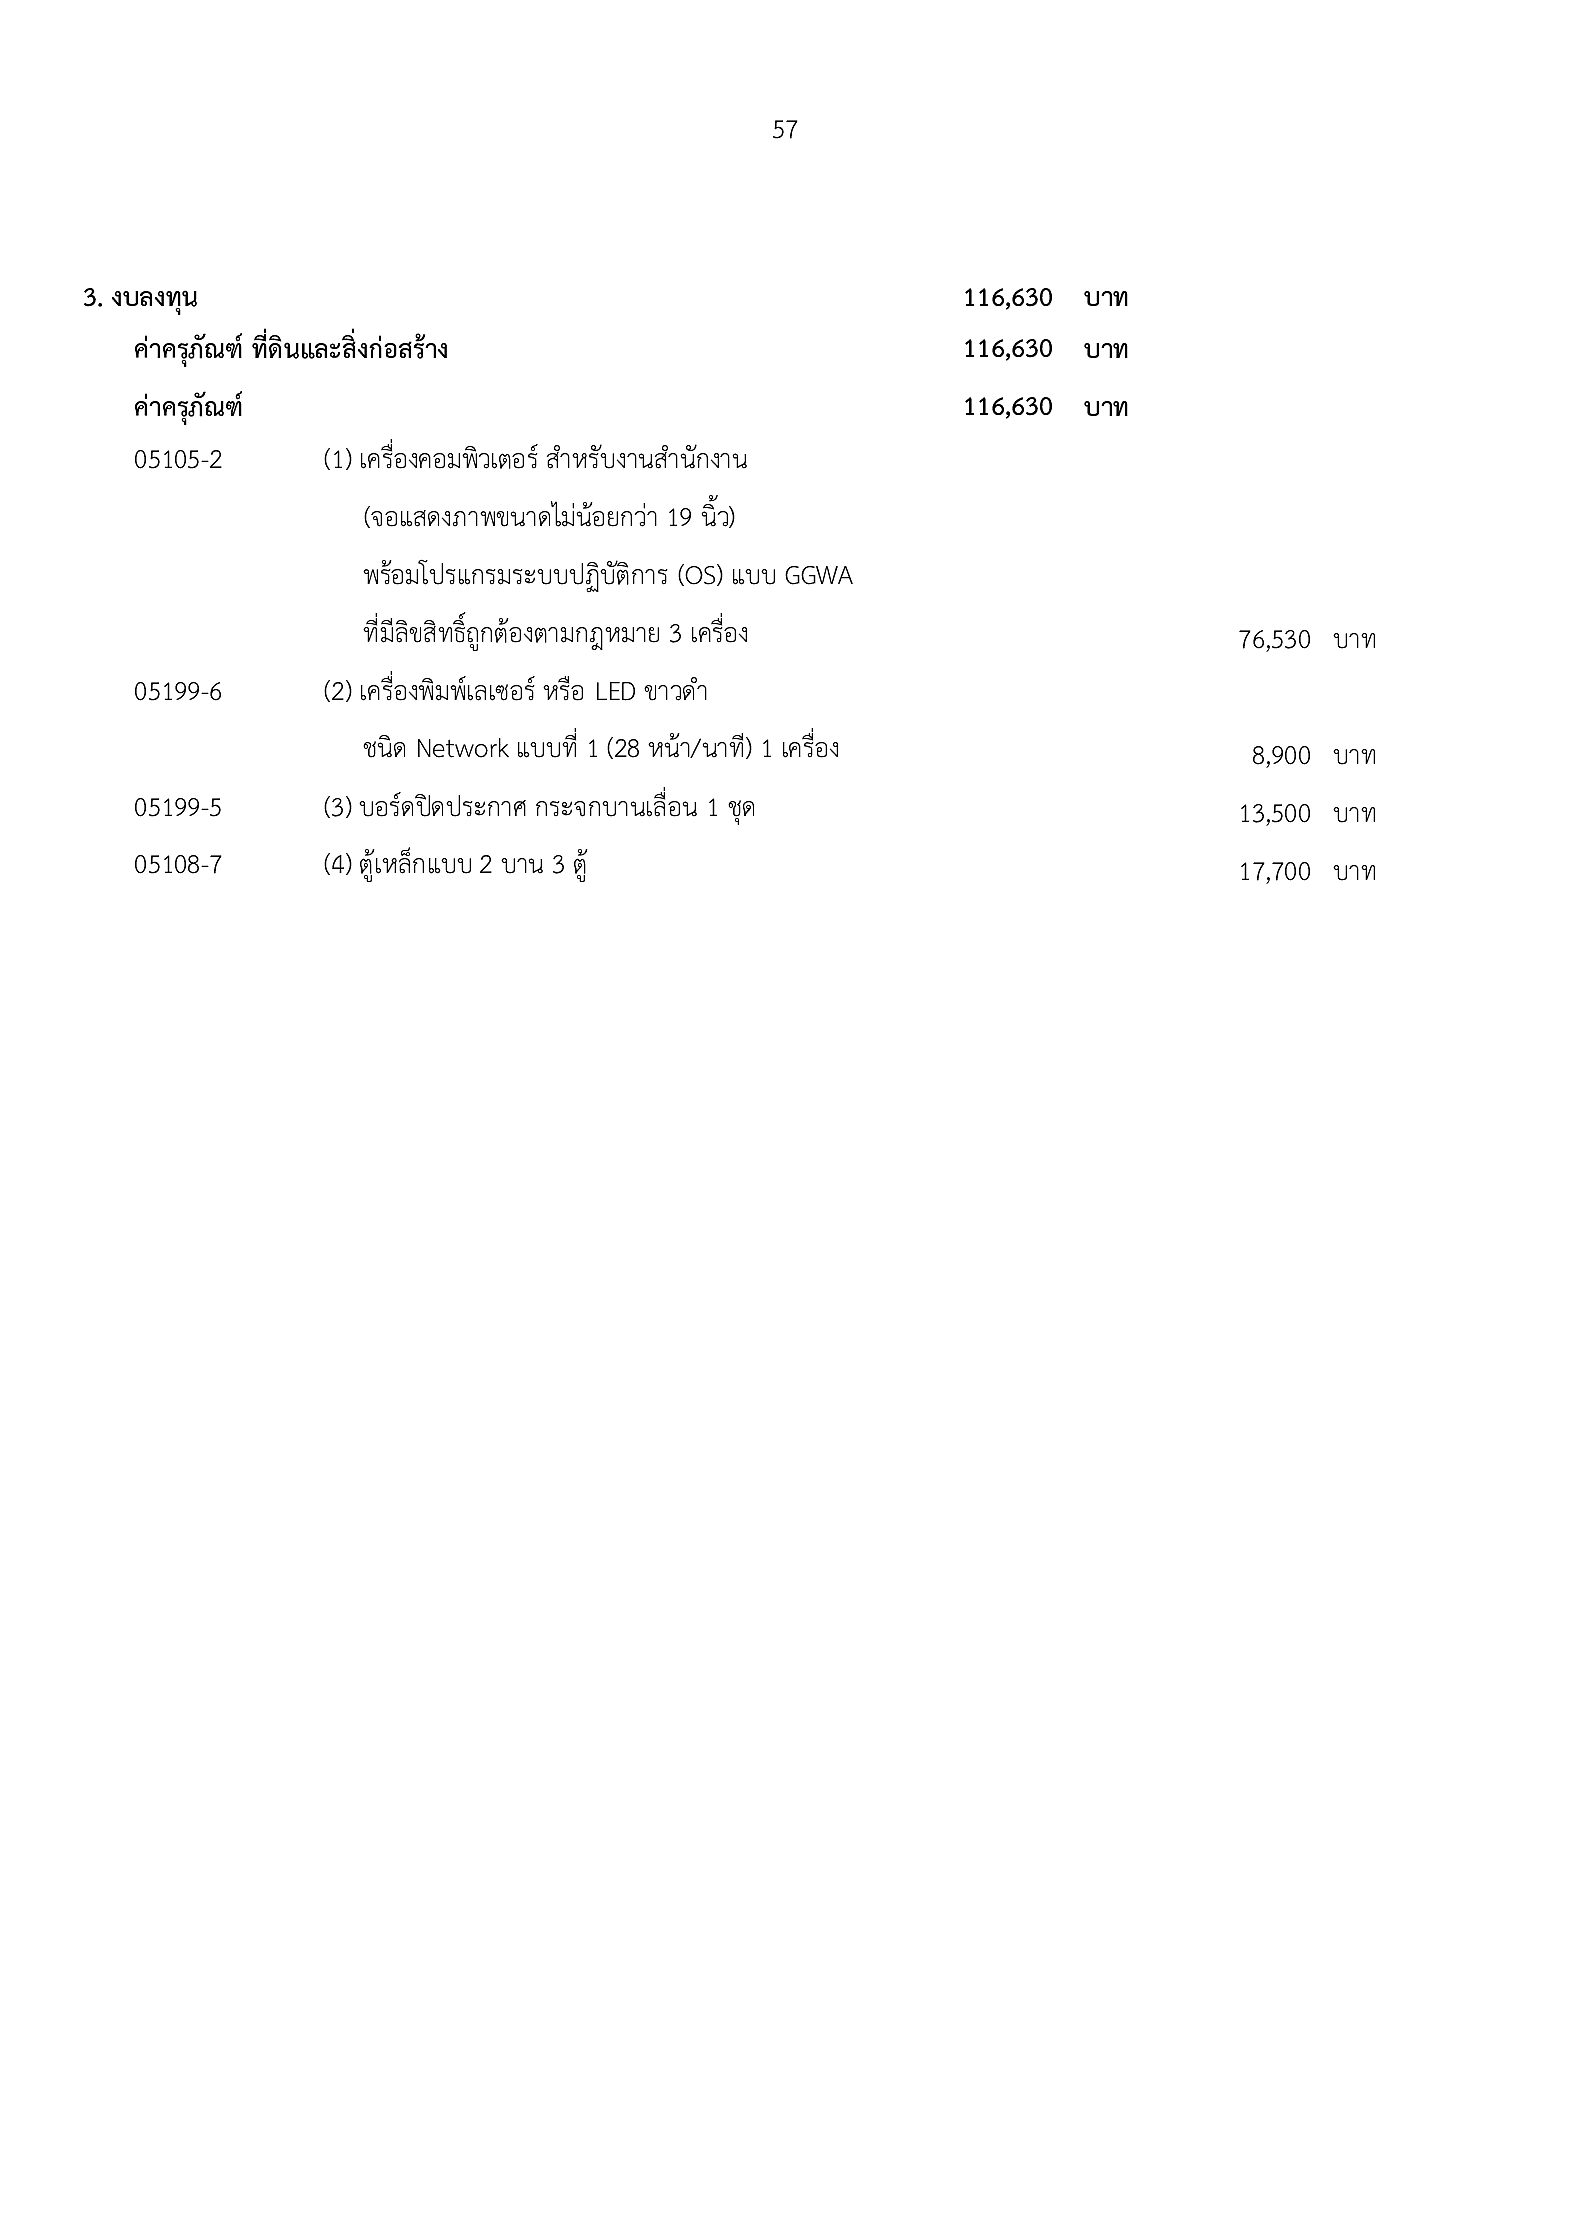 57
3. งบลงทุน 116,630 บาท
ค่าครุภัณฑ์ ที่ดินและสิ่งก่อสร้าง 116,630 บาท
ค่าครุภัณฑ์ 116,630 บาท
05105-2 (1) เครื่องคอมพิวเตอร์ สำหรับงานสำนักงาน
(จอแสดงภาพขนาดไม่น้อยกว่า 19 นิ้ว)
พร้อมโปรแกรมระบบปฏิบัติการ (OS) แบบ GGWA
ที่มีลิขสิทธิ์ถูกต้องตามกฎหมาย 3 เครื่อง 76,530 บาท
05199-6 (2) เครื่องพิมพ์เลเซอร์ หรือ LED ขาวดำ
ชนิด Network แบบที่ 1 (28 หน้า/นาที) 1 เครื่อง 8,900 บาท
05199-5 (3) บอร์ดปิดประกาศ กระจกบานเลื่อน 1 ชุด 13,500 บาท
05108-7 (4) ตู้เหล็กแบบ 2 บาน 3 ตู้ 17,700 บาท